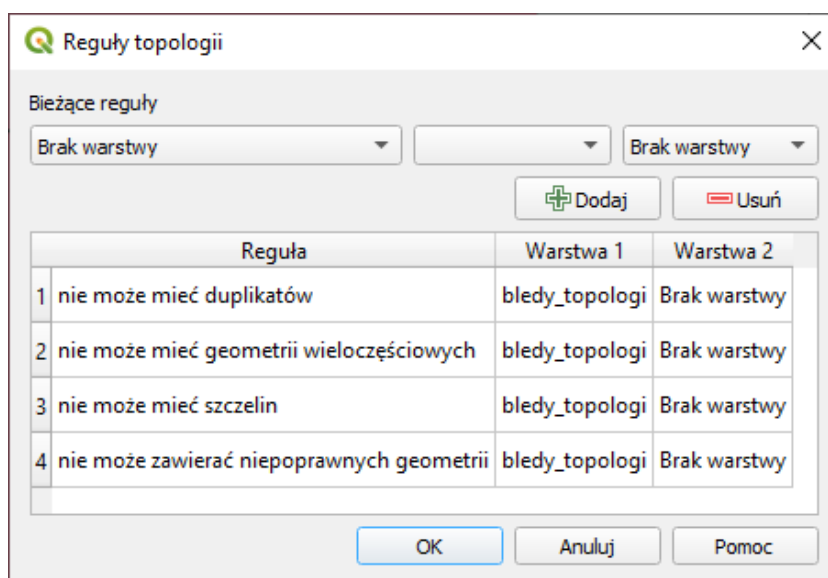 Reguły topologii
Bieżące reguły
Brak warstwy Brak warstwy
Dodaj Usuń
Reguła Warstwa 1 Warstwa 2
1 nie może mieć duplikatów bledy_topologi Brak warstwy
2 nie może mieć geometrii wieloczęściowych bledy_topologi Brak warstwy
3 nie może mieć szczelin bledy_topologi Brak warstwy
4 nie może zawierać niepoprawnych geometrii bledy_topologi Brak warstwy
OK Anuluj Pomoc